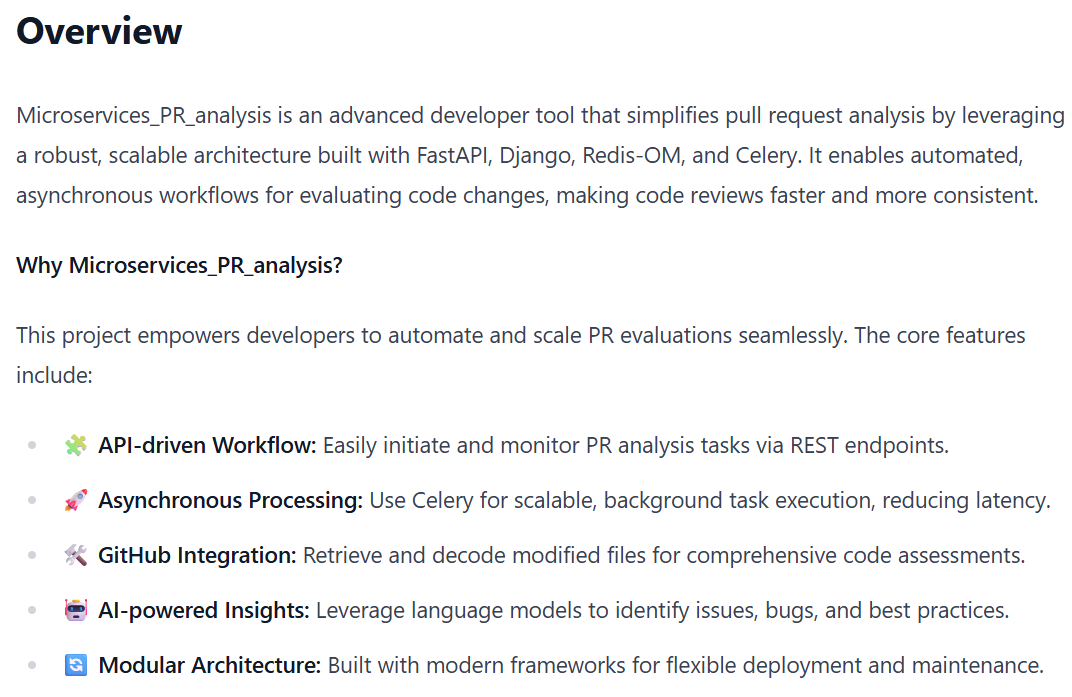 Overview
Microservices_PR_analysis is an advanced developer tool that simplifies pull request analysis by leveraging
a robust, scalable architecture built with FastAPI, Django, Redis-OM, and Celery. It enables automated,
asynchronous workflows for evaluating code changes, making code reviews faster and more consistent.
Why Microservices_PR_analysis?
This project empowers developers to automate and scale PR evaluations seamlessly. The core features
include:
API-driven Workflow: Easily initiate and monitor PR analysis tasks via REST endpoints.
Asynchronous Processing: Use Celery for scalable, background task execution, reducing latency.
GitHub Integration: Retrieve and decode modified files for comprehensive code assessments.
AI-powered Insights: Leverage language models to identify issues, bugs, and best practices.
Modular Architecture: Built with modern frameworks for flexible deployment and maintenance.